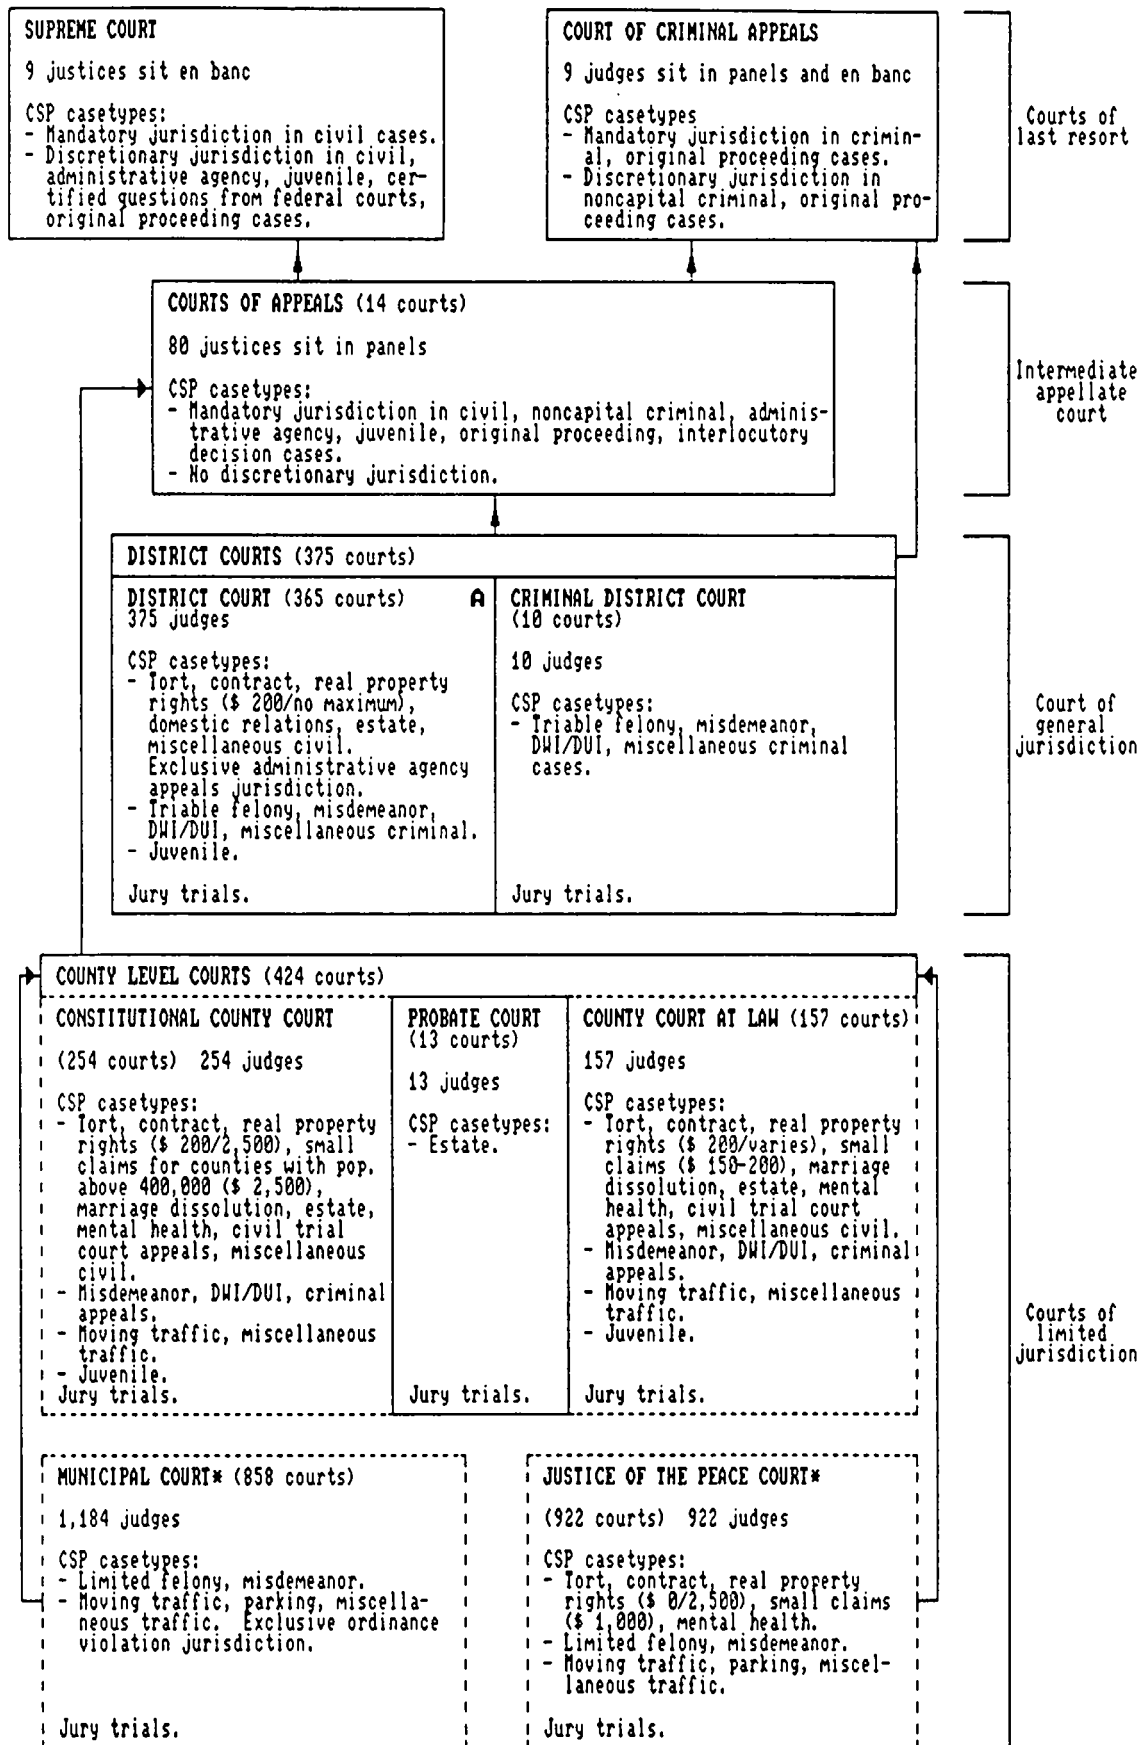 SUPREME COURT
9 justices sit en banc
CSP casetypes:
- Mandatory jurisdiction in civil cases.
- Discretionary jurisdiction in civil,
administrative agency, juvenile, cer-
tified questions from federal courts,
original proceeding cases.
COURT OF CRIMINAL APPEALS
9 judges sit in panels and en banc
CSP casetypes
- Mandatory jurisdiction in crimin-
al, original proceeding cases.
- Discretionary jurisdiction in
noncapital criminal, original pro-
ceeding cases.
Courts of
last resort
COURTS OF APPEALS (14 courts)
80 justices sit in panels
CSP casetypes:
- Mandatory jurisdiction in civil, noncapital criminal, adminis-
trative agency, juvenile, original proceeding, interlocutory
decision cases.
- No discretionary jurisdiction.
Intermediate
appellate
court
DISTRICT COURTS (375 courts)
DISTRICT COURT (365 courts) A
375 judges
CSP casetypes:
- Tort, contract, real property
rights ($ 200/no maximum),
domestic relations, estate,
miscellaneous civil.
Exclusive administrative agency
appeals jurisdiction.
- Triable felony, misdemeanor,
DWI/DUI, miscellaneous criminal.
- Juvenile.
Jury trials.
CRIMINAL DISTRICT COURT
(10 courts)
10 judges
CSP casetypes:
- Triable felony, misdemeanor,
DWI/DUI, miscellaneous criminal
cases.
Jury trials.
Court of
general
jurisdiction
COUNTY LEVEL COURTS (424 courts)
CONSTITUTIONAL COUNTY COURT
(254 courts) 254 judges
CSP casetypes:
- Tort, contract, real property
rights ($ 200/2,500), small
claims for counties with pop.
above 400,000 ($ 2,500),
marriage dissolution, estate,
mental health, civil trial
court appeals, miscellaneous
civil.
- Misdemeanor, DWI/DUI, criminal
appeals.
- Moving traffic, miscellaneous
traffic.
- Juvenile.
Jury trials.
PROBATE COURT
(13 courts)
13 judges
CSP casetypes:
- Estate.
Jury trials.
COUNTY COURT AT LAW (157 courts)
157 judges
CSP casetypes:
- Tort, contract, real property
rights ($ 200/varies), small
claims ($ 150-200), marriage
dissolution, estate, mental
health, civil trial court
appeals, miscellaneous civil.
- Misdemeanor, DWI/DUI, criminal
appeals.
- Moving traffic, miscellaneous
traffic.
- Juvenile.
Jury trials.
Courts of
limited
jurisdiction
MUNICIPAL COURT* (858 courts)
1,184 judges
CSP casetypes:
- Limited felony, misdemeanor.
- Moving traffic, parking, miscella-
neous traffic. Exclusive ordinance
violation jurisdiction.
Jury trials.
JUSTICE OF THE PEACE COURT*
(922 courts) 922 judges
CSP casetypes:
- Tort, contract, real property
rights ($ 0/2,500), small claims
($ 1,000), mental health.
- Limited felony, misdemeanor.
- Moving traffic, parking, miscel-
laneous traffic.
Jury trials.